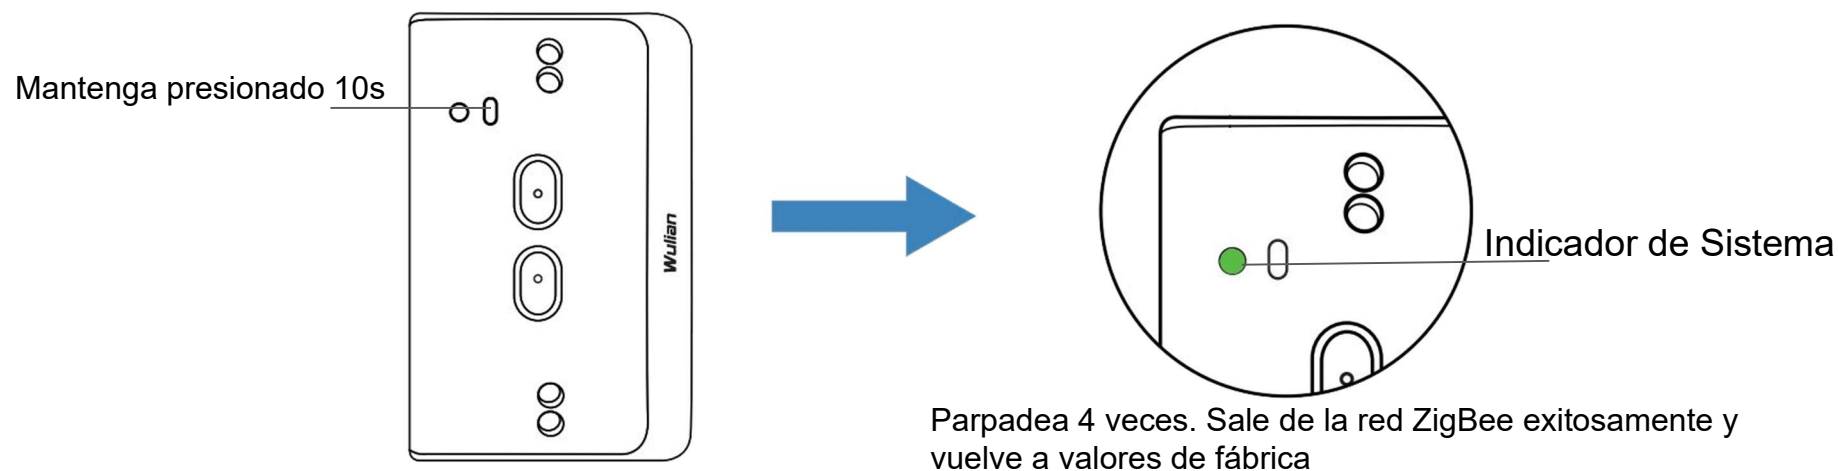 Mantenga presionado 10s
Wulian
Indicador de Sistema
Parpadea 4 veces. Sale de la red ZigBee exitosamente y
vuelve a valores de fábrica